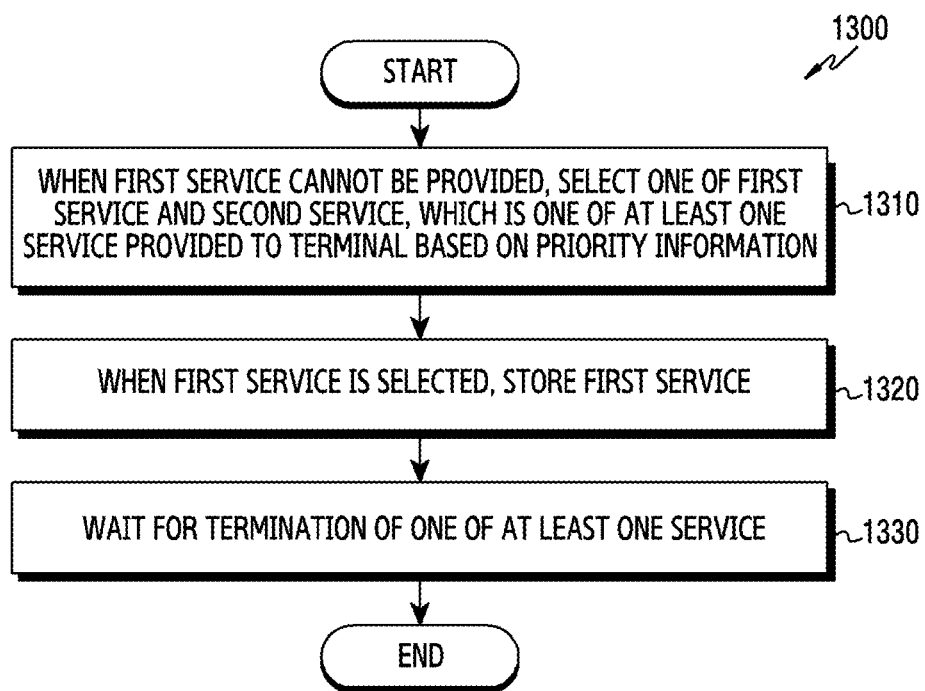 1300
START
WHEN FIRST SERVICE CANNOT BE PROVIDED, SELECT ONE OF FIRST
SERVICE AND SECOND SERVICE, WHICH IS ONE OF AT LEAST ONE
SERVICE PROVIDED TO TERMINAL BASED ON PRIORITY INFORMATION
1310
WHEN FIRST SERVICE IS SELECTED, STORE FIRST SERVICE
1320
WAIT FOR TERMINATION OF ONE OF AT LEAST ONE SERVICE
1330
END